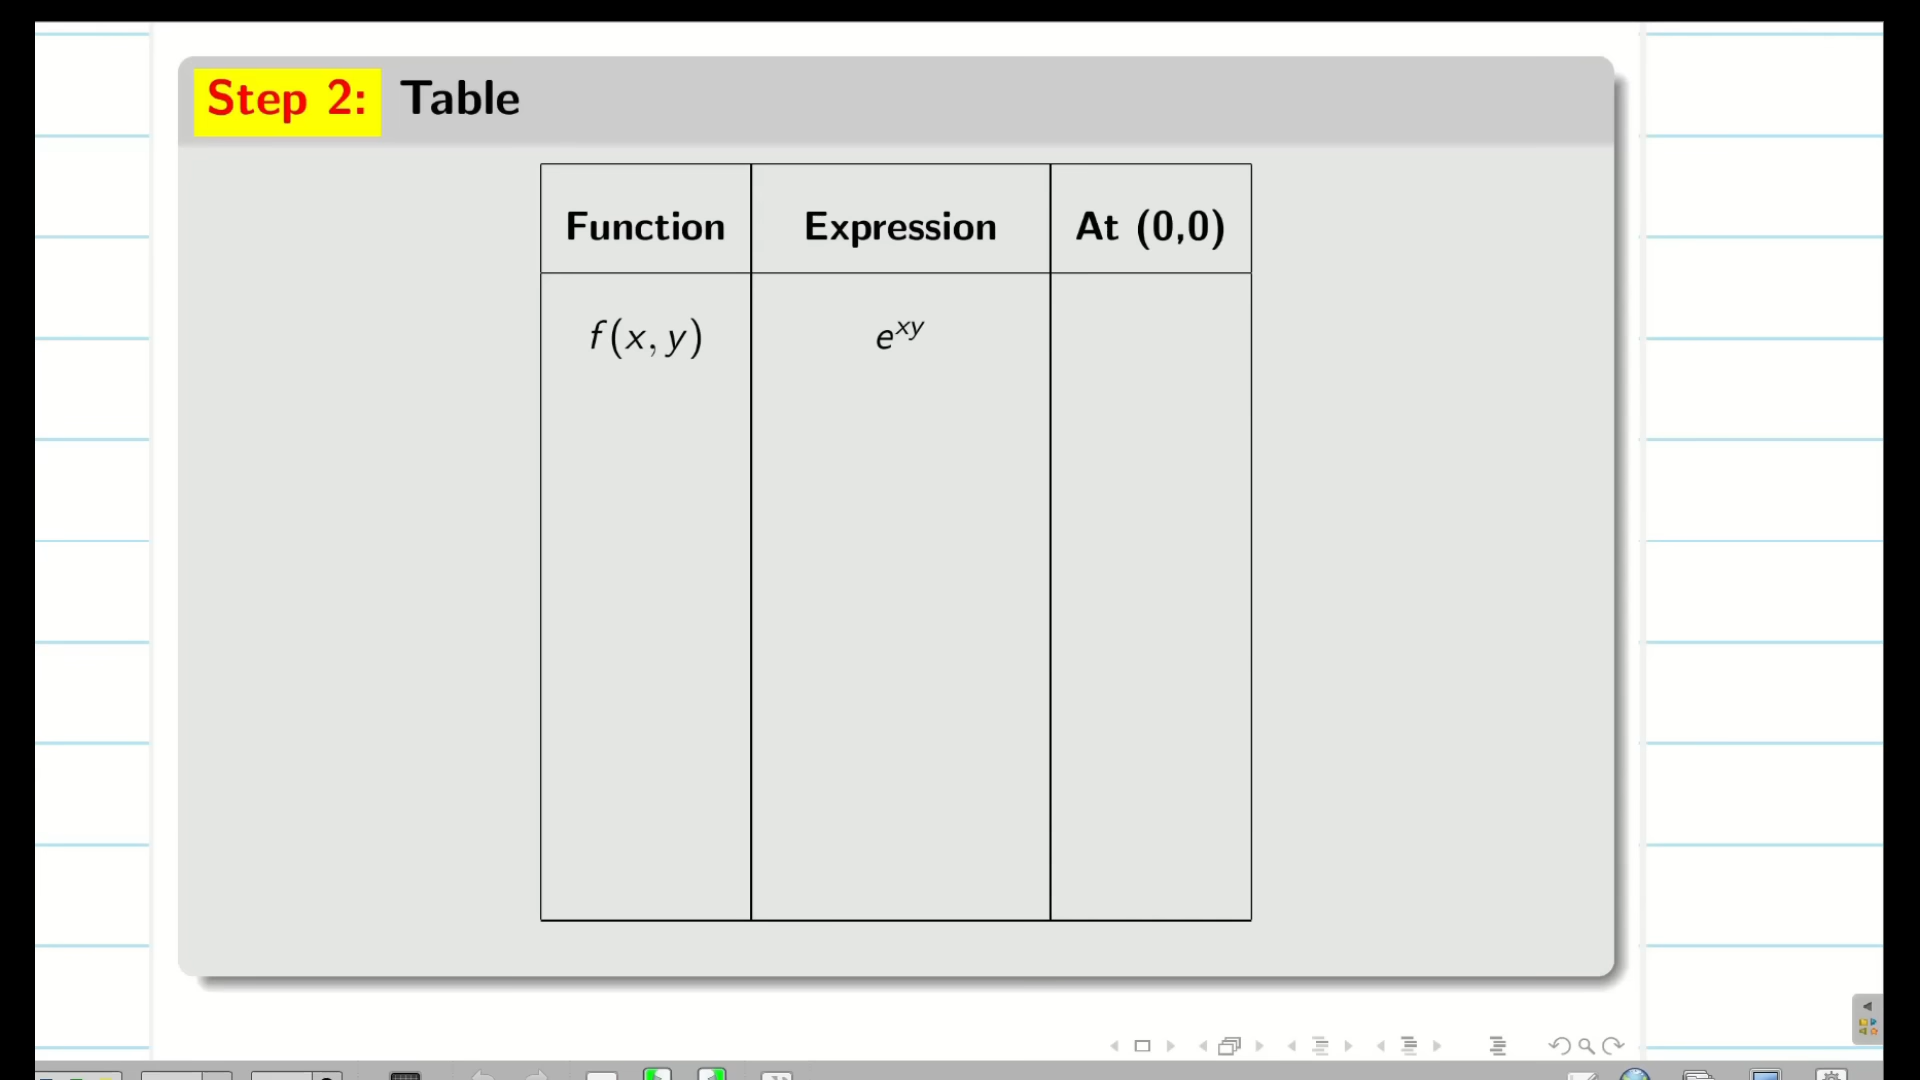 Step 2: Table
Function Expression At (0,0)
f(x, y) e^{xy}